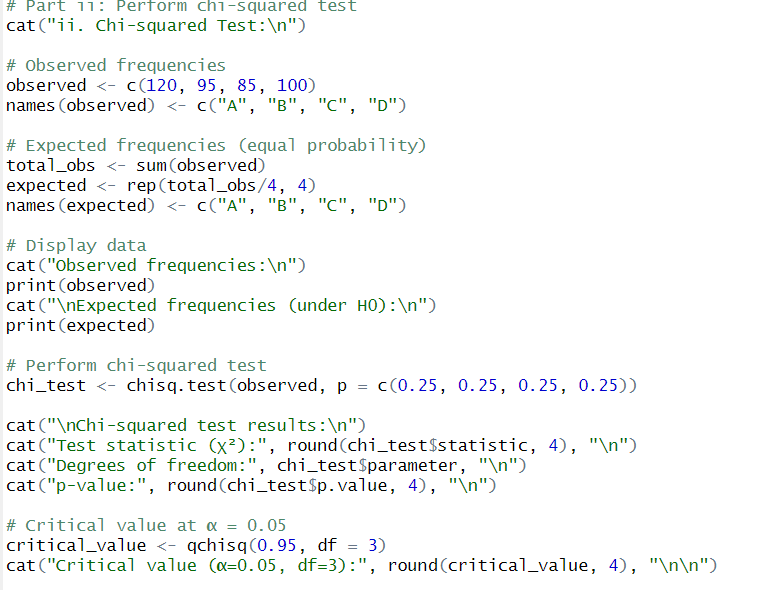 # Part ii: Perform chi-squared test
cat("ii. Chi-squared Test:\n")
# Observed frequencies
observed <- c(120, 95, 85, 100)
names(observed) <- c("A", "B", "C", "D")
# Expected frequencies (equal probability)
total_obs <- sum(observed)
expected <- rep(total_obs/4, 4)
names(expected) <- c("A", "B", "C", "D")
# Display data
cat("Observed frequencies:\n")
print(observed)
cat("\nExpected frequencies (under H0):\n")
print(expected)
# Perform chi-squared test
chi_test <- chisq.test(observed, p = c(0.25, 0.25, 0.25, 0.25))
cat("\nChi-squared test results:\n")
cat("Test statistic (χ²):", round(chi_test$statistic, 4), "\n")
cat("Degrees of freedom:", chi_test$parameter, "\n")
cat("p-value:", round(chi_test$p.value, 4), "\n")
# Critical value at α = 0.05
critical_value <- qchisq(0.95, df = 3)
cat("Critical value (α=0.05, df=3):", round(critical_value, 4), "\n\n")